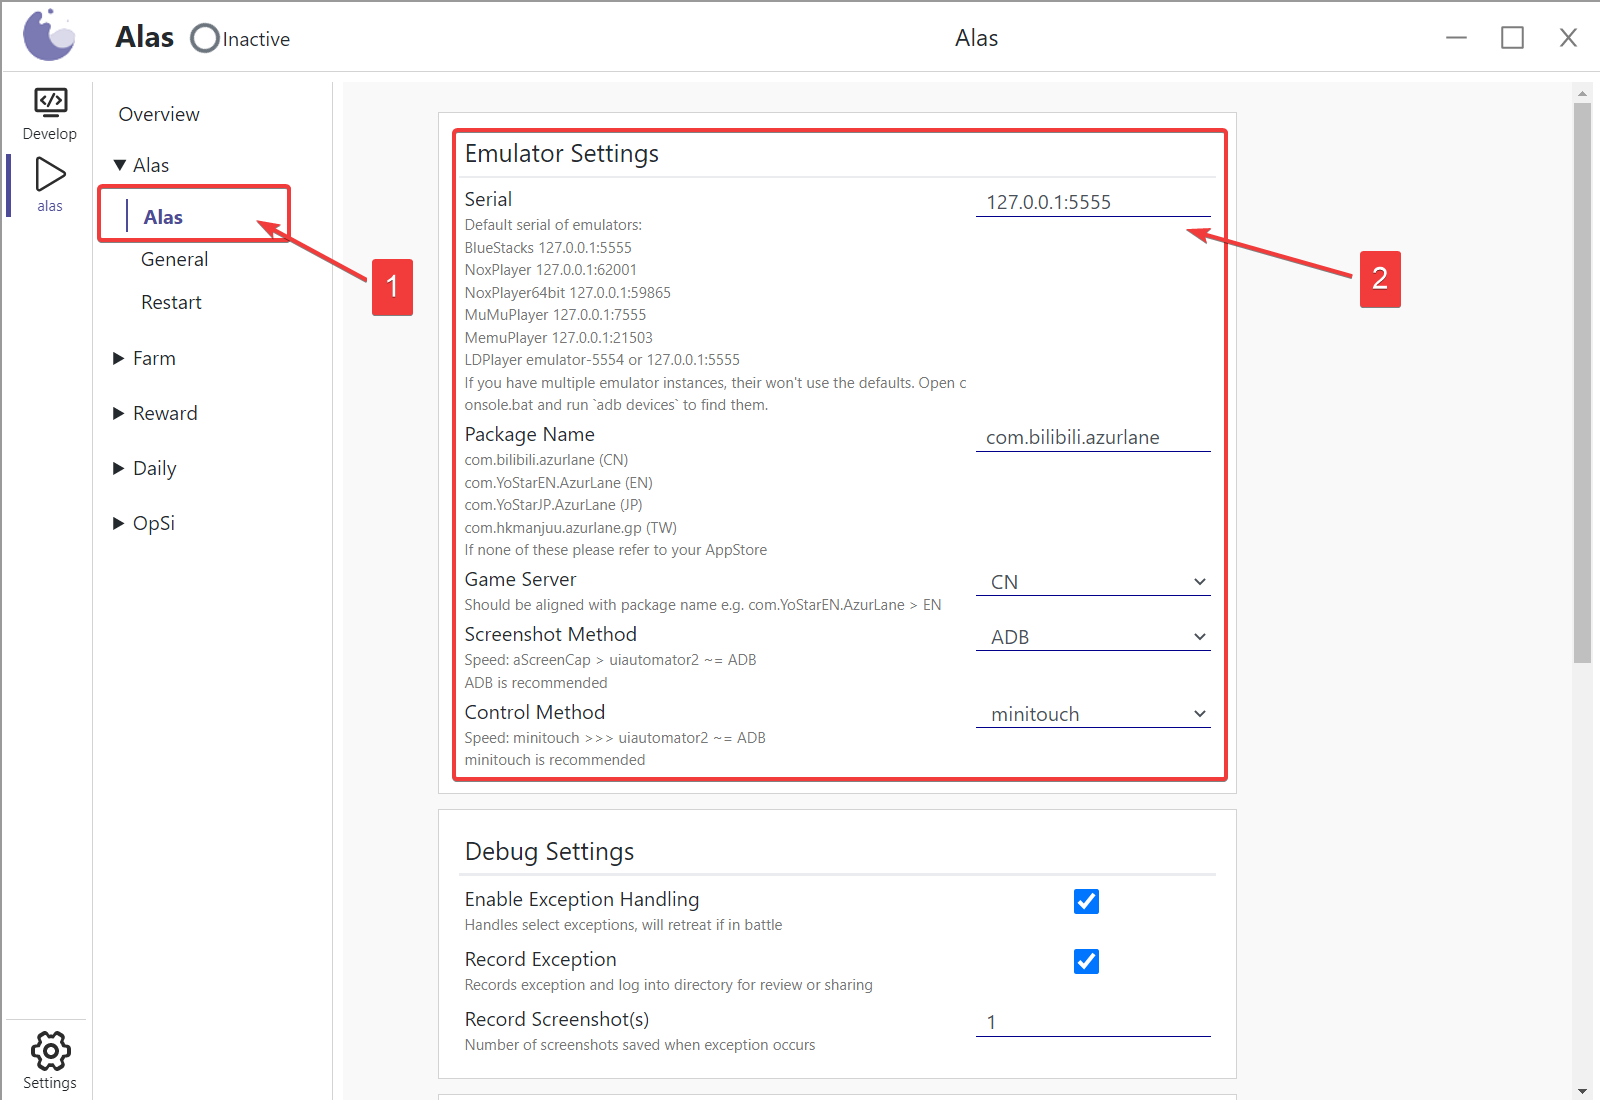 Alas
Inactive
Alas
Develop
alas
Settings
Overview
Alas
Alas
General
Restart
Farm
Reward
Daily
OpSi
1
2
Emulator Settings
Serial
127.0.0.1:5555
Default serial of emulators:
BlueStacks 127.0.0.1:5555
NoxPlayer 127.0.0.1:62001
NoxPlayer64bit 127.0.0.1:59865
MuMuPlayer 127.0.0.1:7555
MemuPlayer 127.0.0.1:21503
LDPlayer emulator-5554 or 127.0.0.1:5555
If you have multiple emulator instances, their won't use the defaults. Open c
onsole.bat and run `adb devices` to find them.
Package Name
com.bilibili.azurlane
com.bilibili.azurlane (CN)
com.YoStarEN.AzurLane (EN)
com.YoStarJP.AzurLane (JP)
com.hkmanjuu.azurlane.gp (TW)
If none of these please refer to your AppStore
Game Server
CN
Should be aligned with package name e.g. com.YoStarEN.AzurLane > EN
Screenshot Method
ADB
Speed: aScreenCap > uiautomator2 ~= ADB
ADB is recommended
Control Method
minitouch
Speed: minitouch >>> uiautomator2 ~= ADB
minitouch is recommended
Debug Settings
Enable Exception Handling
Handles select exceptions, will retreat if in battle
Record Exception
Records exception and log into directory for review or sharing
Record Screenshot(s)
1
Number of screenshots saved when exception occurs